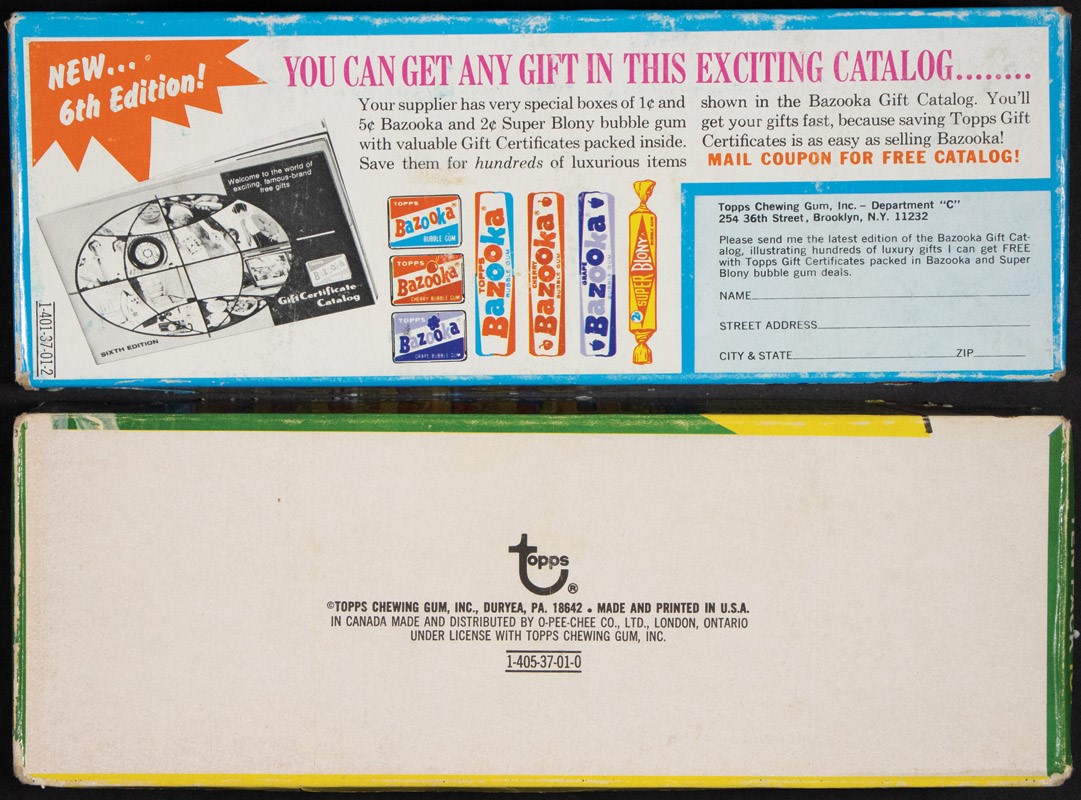 NEW...
6th Edition!
YOU CAN GET ANY GIFT IN THIS EXCITING CATALOG........
Your supplier has very special boxes of 1¢ and
5¢ Bazooka and 2¢ Super Blony bubble gum
with valuable Gift Certificates packed inside.
Save them for hundreds of luxurious items
shown in the Bazooka Gift Catalog. You'll
get your gifts fast, because saving Topps Gift
Certificates is as easy as selling Bazooka!
MAIL COUPON FOR FREE CATALOG!
Welcome to the world of
exciting, famous-brand
free gifts
Gift Certificate
Catalog
SIXTH EDITION
1-401-37-01-2
TOPPS
Bazooka
BUBBLE GUM
TOPPS
Bazooka
CHERRY BUBBLE GUM
TOPPS
Bazooka
GRAPE BUBBLE GUM
TOPPS
Bazooka
BUBBLE GUM
CHERRY
Bazooka
BUBBLE GUM
GRAPE
Bazooka
BUBBLE GUM
2¢ SUPER BLONY BUBBLE GUM
Topps Chewing Gum, Inc. – Department "C"
254 36th Street, Brooklyn, N.Y. 11232
Please send me the latest edition of the Bazooka Gift Cat-
alog, illustrating hundreds of luxury gifts I can get FREE
with Topps Gift Certificates packed in Bazooka and Super
Blony bubble gum deals.
NAME
STREET ADDRESS
CITY & STATE ZIP
topps®
©TOPPS CHEWING GUM, INC., DURYEA, PA. 18642 • MADE AND PRINTED IN U.S.A.
IN CANADA MADE AND DISTRIBUTED BY O-PEE-CHEE CO., LTD., LONDON, ONTARIO
UNDER LICENSE WITH TOPPS CHEWING GUM, INC.
1-405-37-01-0